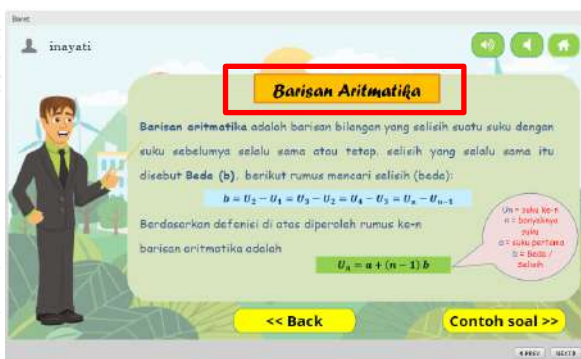 Baret
inayati
Barisan Aritmatika
Barisan aritmatika adalah barisan bilangan yang selisih suatu suku dengan
suku sebelumya selalu sama atau tetap, selisih yang selalu sama itu
disebut Beda (b), berikut rumus mencari selisih (beda):
b = U₂ − U₁ = U₃ − U₂ = U₄ − U₃ = Uₙ − Uₙ₋₁
Berdasarkan defenisi di atas diperoleh rumus ke-n
barisan aritmatika adalah
Uₙ = a + (n − 1) b
Un = suku ke-n
n = banyaknya
suku
a = suku pertama
b = Beda /
Selisih
<< Back
Contoh soal >>
PREV
NEXT